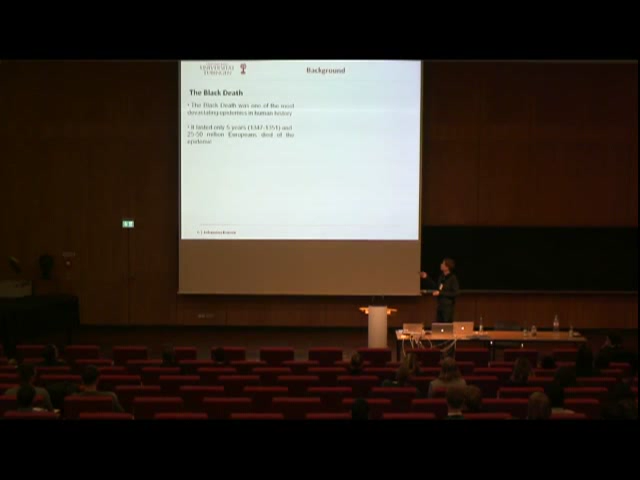 Background
The Black Death
• The Black Death was one of the most
devastating epidemics in human history
• It lasted only 5 years (1347-1351) and
25-50 million Europeans died of the
epidemic